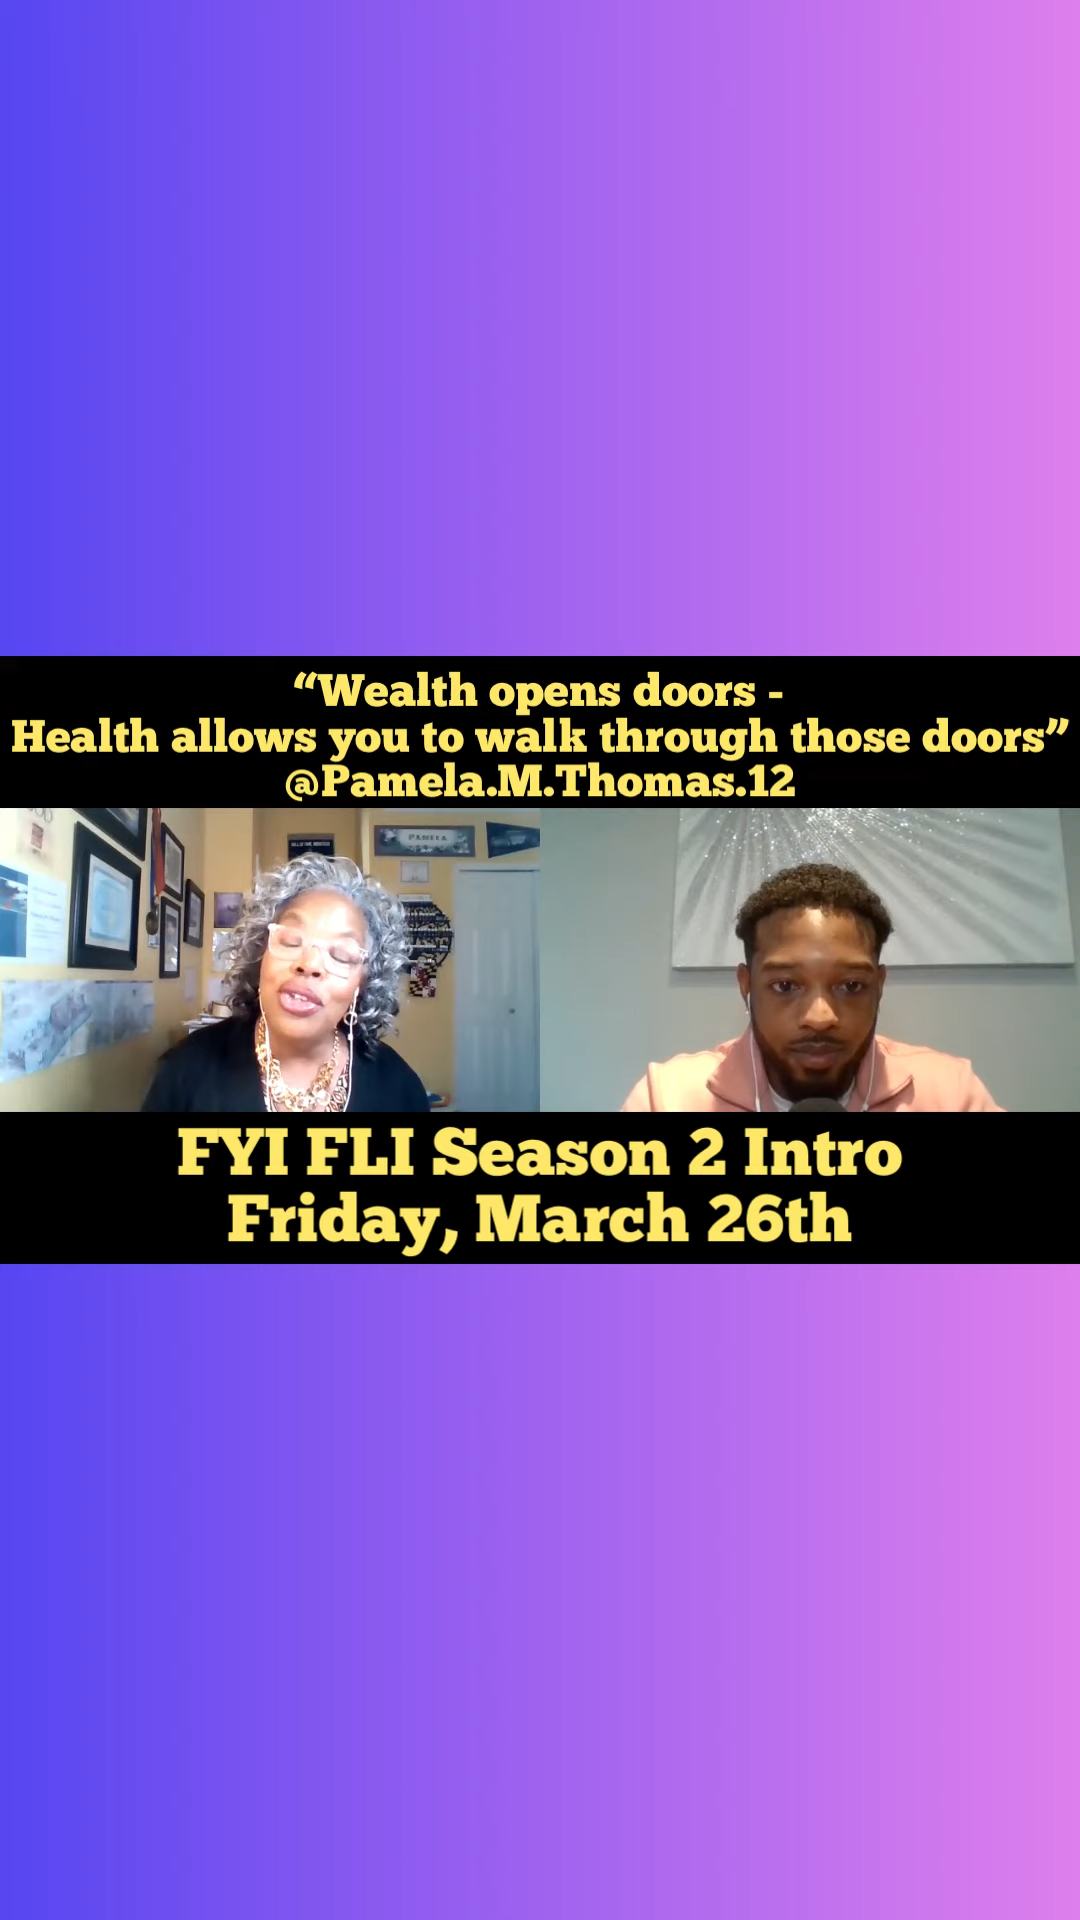 “Wealth opens doors -
Health allows you to walk through those doors”
@Pamela.M.Thomas.12
PAMELA
FYI FLI Season 2 Intro
Friday, March 26th